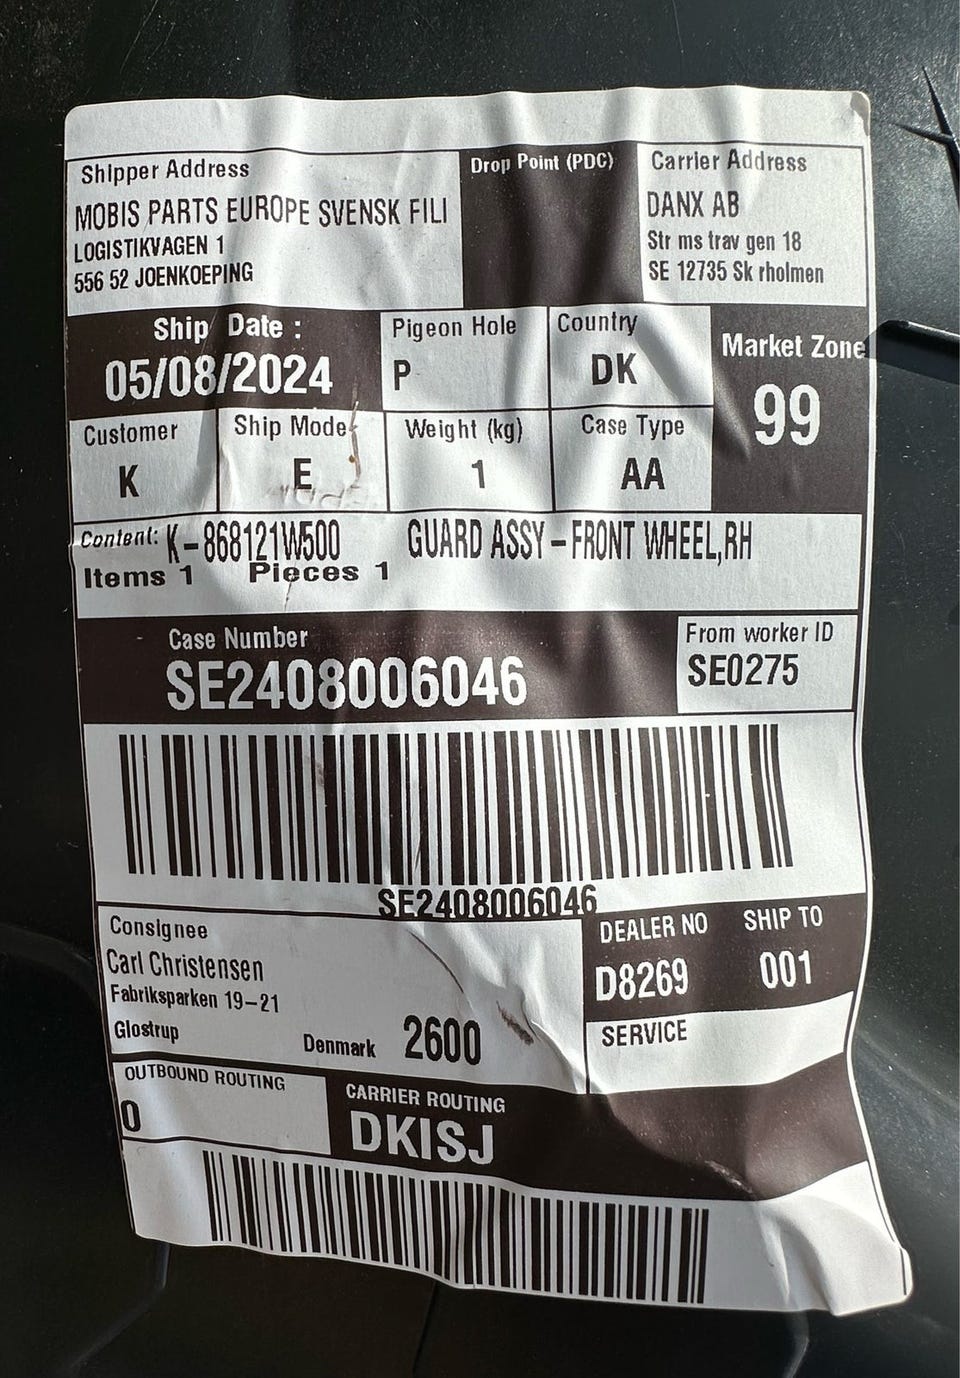 Shipper Address
MOBIS PARTS EUROPE SVENSK FILI
LOGISTIKVAGEN 1
556 52 JOENKOEPING
Drop Point (PDC)
Carrier Address
DANX AB
Str ms trav gen 18
SE 12735 Sk rholmen
Ship Date :
05/08/2024
Pigeon Hole
P
Country
DK
Market Zone
99
Customer
K
Ship Mode
E
Weight (kg)
1
Case Type
AA
Content: K-868121W500 GUARD ASSY-FRONT WHEEL,RH
Items 1 Pieces 1
Case Number
SE2408006046
From worker ID
SE0275
SE2408006046
Consignee
Carl Christensen
Fabriksparken 19-21
Glostrup Denmark 2600
DEALER NO SHIP TO
D8269 001
SERVICE
OUTBOUND ROUTING
0
CARRIER ROUTING
DKISJ